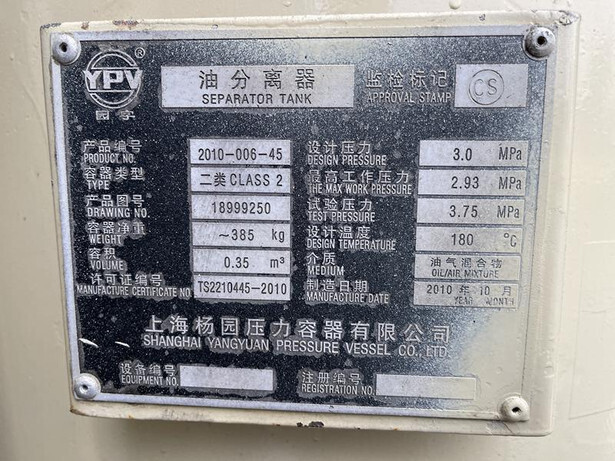 YPV ®
园字
油分离器
SEPARATOR TANK
监检标记
APPROVAL STAMP
CS
产品编号
PRODUCT NO.
2010-006-45
容器类型
TYPE
二类 CLASS 2
产品图号
DRAWING NO.
18999250
容器净重
WEIGHT
~385 kg
容积
VOLUME
0.35 m³
许可证编号
MANUFACTURE CERTIFICATE NO.
TS2210445-2010
设计压力
DESIGN PRESSURE
3.0 MPa
最高工作压力
THE MAX WORK PRESSURE
2.93 MPa
试验压力
TEST PRESSURE
3.75 MPa
设计温度
DESIGN TEMPERATURE
180 °C
介质
MEDIUM
油气混合物
OIL/AIR MIXTURE
制造日期
MANUFACTURE DATE
2010 年 10 月
YEAR MONTH
上海杨园压力容器有限公司
SHANGHAI YANGYUAN PRESSURE VESSEL CO., LTD.
设备编号
EQUIPMENT NO.
注册编号
REGISTRATION NO.